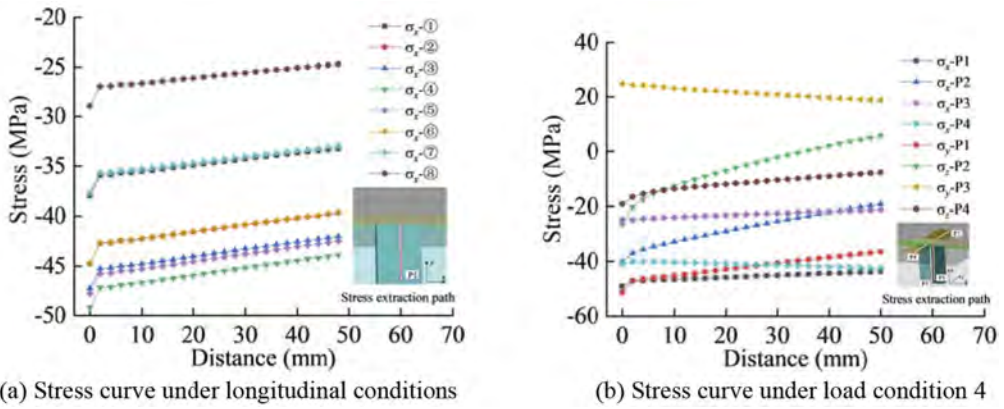 -20
-25
-30
-35
-40
-45
-50
Stress (MPa)
0 10 20 30 40 50 60 70
Distance (mm)
σx-①
σx-②
σx-③
σx-④
σx-⑤
σx-⑥
σx-⑦
σx-⑧
P1
Stress extraction path
(a) Stress curve under longitudinal conditions
40
20
0
-20
-40
-60
Stress (MPa)
0 10 20 30 40 50 60 70
Distance (mm)
σx-P1
σx-P2
σx-P3
σx-P4
σy-P1
σz-P2
σy-P3
σz-P4
Stress extraction path
(b) Stress curve under load condition 4